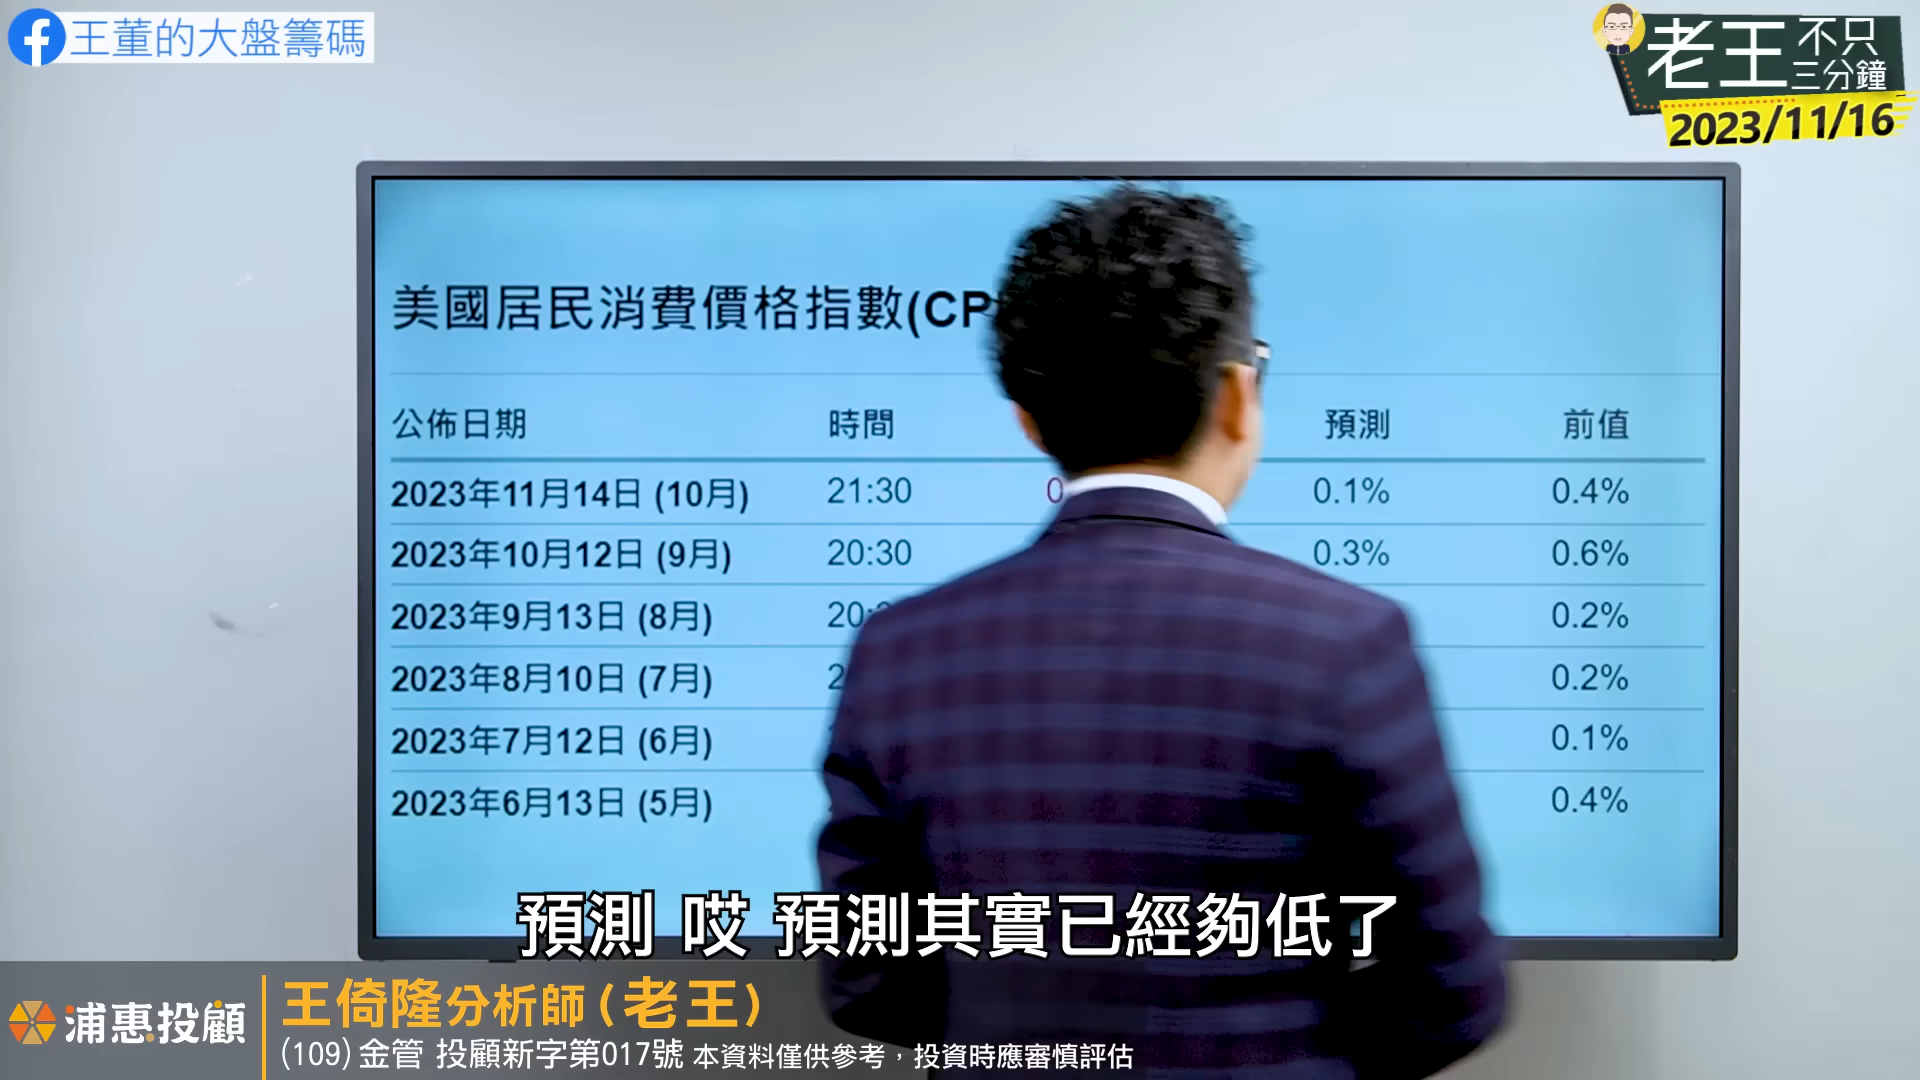 王董的大盤籌碼
老王不只三分鐘
2023/11/16
美國居民消費價格指數(CP
公佈日期 時間 預測 前值
2023年11月14日 (10月) 21:30 0 0.1% 0.4%
2023年10月12日 (9月) 20:30 0.3% 0.6%
2023年9月13日 (8月) 20: 0.2%
2023年8月10日 (7月) 2 0.2%
2023年7月12日 (6月) 0.1%
2023年6月13日 (5月) 0.4%
預測 哎 預測其實已經夠低了
浦惠投顧
王倚隆分析師(老王)
(109)金管 投顧新字第017號 本資料僅供參考，投資時應審慎評估